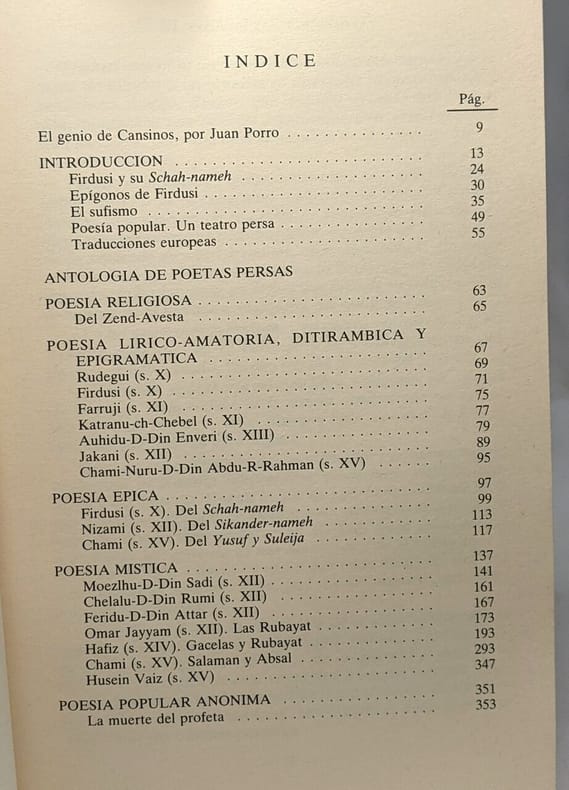 INDICE
Pág.
El genio de Cansinos, por Juan Porro . . . . . . . . . . . . . . 9
INTRODUCCION . . . . . . . . . . . . . . 13
Firdusi y su Schah-nameh . . . . . . . . . . . . . . 24
Epígonos de Firdusi . . . . . . . . . . . . . . 30
El sufismo . . . . . . . . . . . . . . 35
Poesía popular. Un teatro persa . . . . . . . . . . . . . . 49
Traducciones europeas . . . . . . . . . . . . . . 55
ANTOLOGIA DE POETAS PERSAS
POESIA RELIGIOSA . . . . . . . . . . . . . . 63
Del Zend-Avesta . . . . . . . . . . . . . . 65
POESIA LIRICO-AMATORIA, DITIRAMBICA Y
EPIGRAMATICA . . . . . . . . . . . . . . 67
Rudegui (s. X) . . . . . . . . . . . . . . 69
Firdusi (s. X) . . . . . . . . . . . . . . 71
Farruji (s. XI) . . . . . . . . . . . . . . 75
Katranu-ch-Chebel (s. XI) . . . . . . . . . . . . . . 77
Auhidu-D-Din Enveri (s. XIII) . . . . . . . . . . . . 79
Jakani (s. XII) . . . . . . . . . . . . . . 89
Chami-Nuru-D-Din Abdu-R-Rahman (s. XV) . . . . . . 95
POESIA EPICA . . . . . . . . . . . . . . 97
Firdusi (s. X). Del Schah-nameh . . . . . . . . . . . . 99
Nizami (s. XII). Del Sikander-nameh . . . . . . . . . . 113
Chami (s. XV). Del Yusuf y Suleija . . . . . . . . . . 117
POESIA MISTICA . . . . . . . . . . . . . . 137
Moezlhu-D-Din Sadi (s. XII) . . . . . . . . . . . . . . 141
Chelalu-D-Din Rumi (s. XII) . . . . . . . . . . . . . . 161
Feridu-D-Din Attar (s. XII) . . . . . . . . . . . . . . 167
Omar Jayyam (s. XII). Las Rubayat . . . . . . . . . . 173
Hafiz (s. XIV). Gacelas y Rubayat . . . . . . . . . . 193
Chami (s. XV). Salaman y Absal . . . . . . . . . . . . 293
Husein Vaiz (s. XV) . . . . . . . . . . . . . . 347
POESIA POPULAR ANONIMA . . . . . . . . . . . . . . 351
La muerte del profeta . . . . . . . . . . . . . . 353